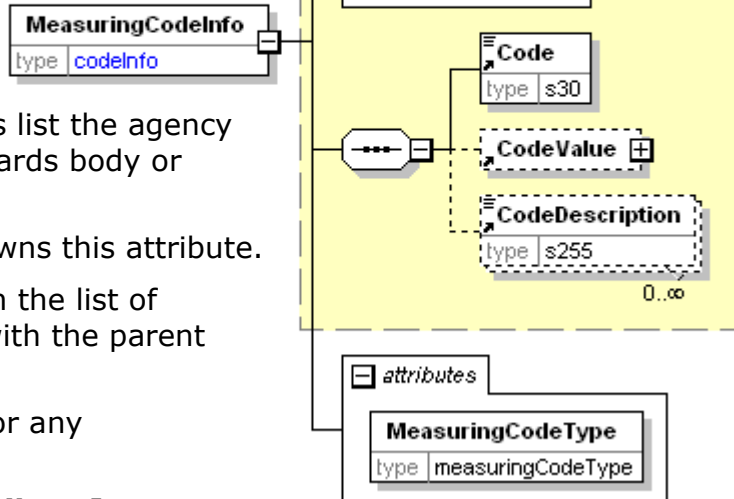 MeasuringCodeInfo
type codeInfo
s list the agency
ards body or
wns this attribute.
n the list of
with the parent
or any
Code
type s30
CodeValue
CodeDescription
type s255
0..∞
attributes
MeasuringCodeType
type measuringCodeType